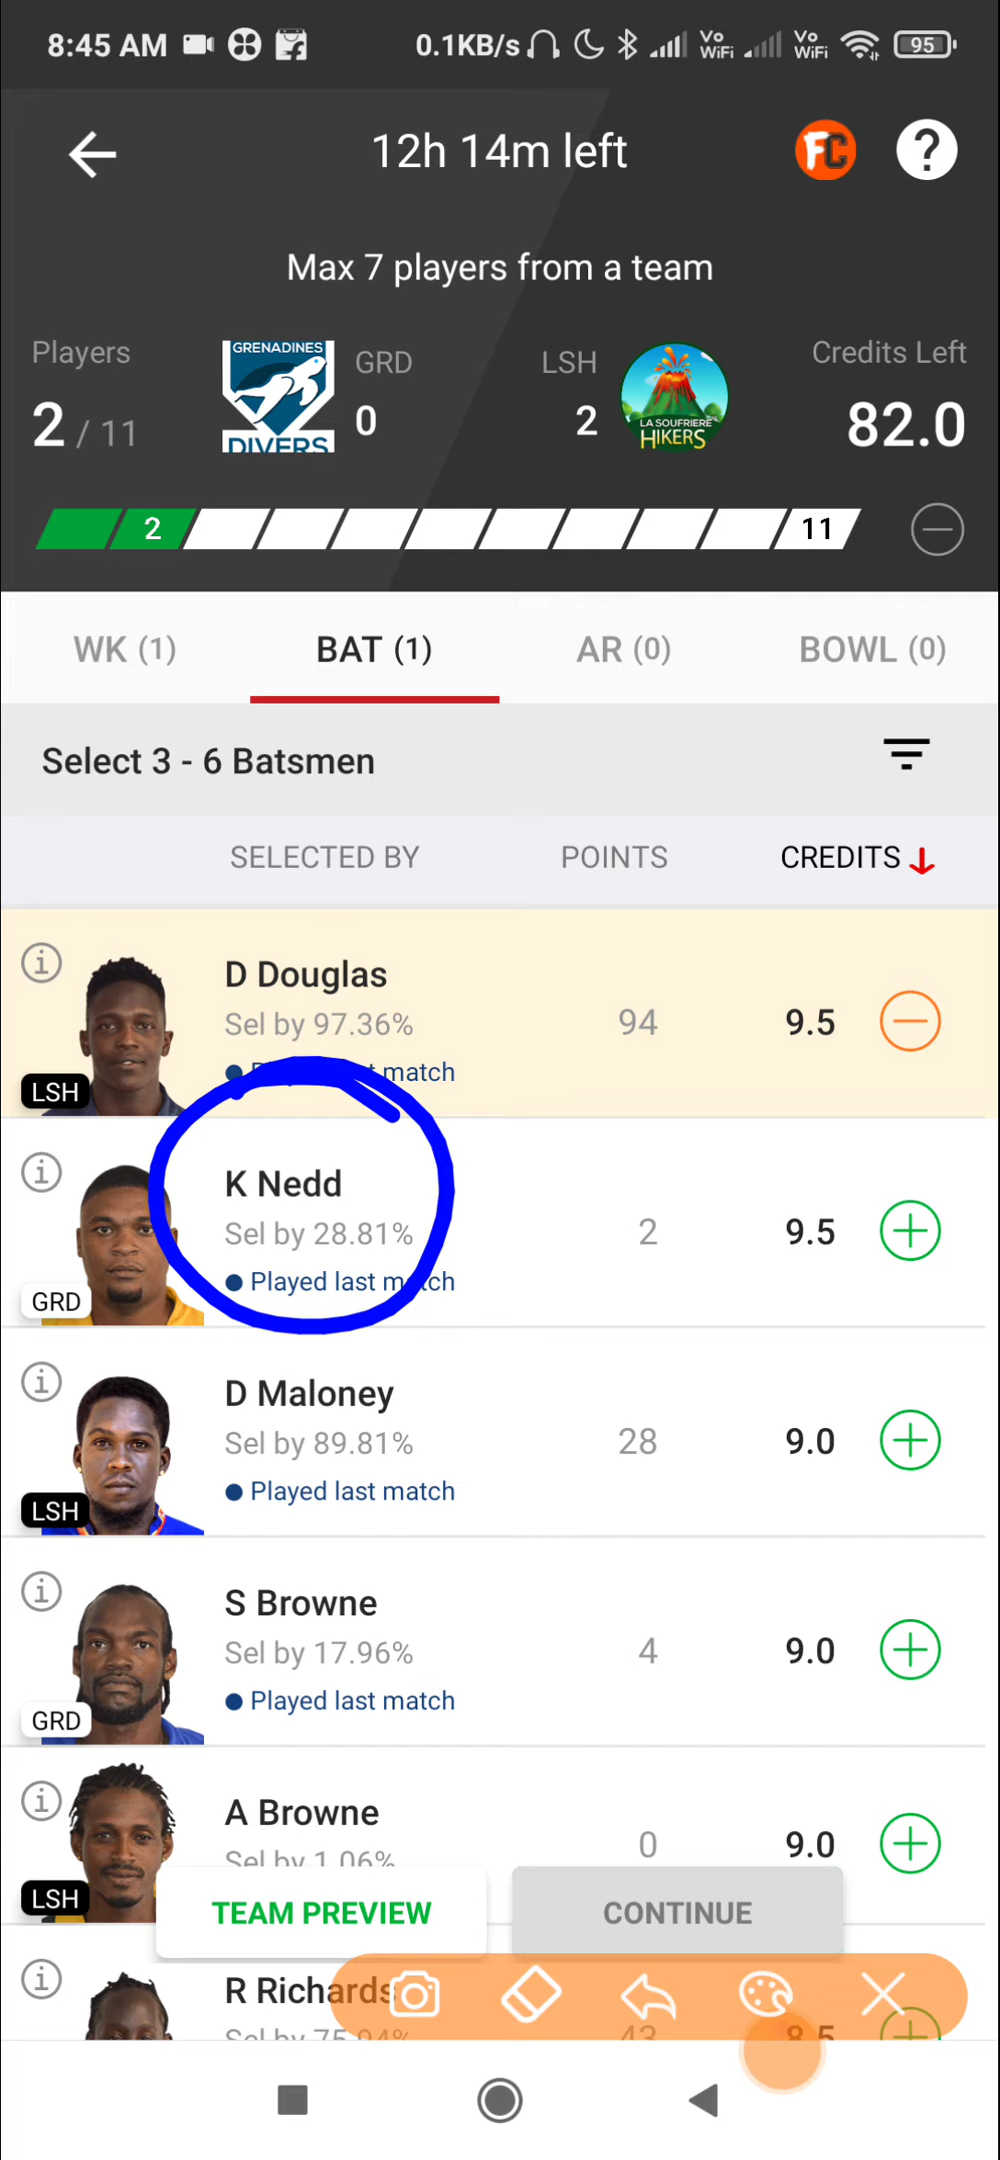 8:45 AM 0.1KB/s Vo WiFi Vo WiFi 95
12h 14m left FC ?
Max 7 players from a team
Players GRENADINES DIVERS GRD LSH LA SOUFRIERE HIKERS Credits Left
2 / 11 0 2 82.0
2 11
WK (1) BAT (1) AR (0) BOWL (0)
Select 3 - 6 Batsmen
SELECTED BY POINTS CREDITS
D Douglas
Sel by 97.36% 94 9.5
LSH match
K Nedd
Sel by 28.81% 2 9.5
GRD Played last match
D Maloney
Sel by 89.81% 28 9.0
LSH Played last match
S Browne
Sel by 17.96% 4 9.0
GRD Played last match
A Browne
Sel by 1.06% 0 9.0
LSH
TEAM PREVIEW CONTINUE
R Richards
Sel by 75.94% 43 8.5